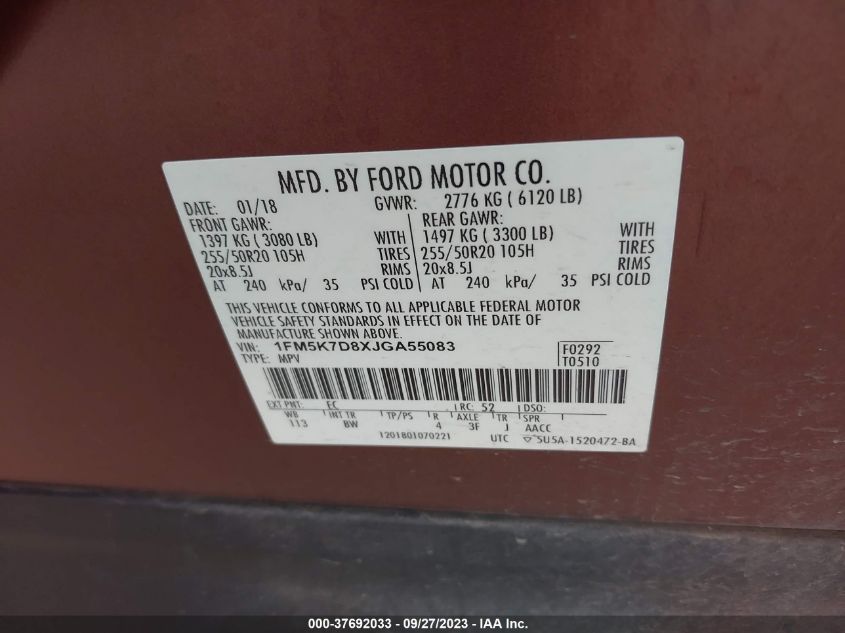 MFD. BY FORD MOTOR CO.
DATE: 01/18 GVWR: 2776 KG ( 6120 LB)
FRONT GAWR: REAR GAWR:
1397 KG ( 3080 LB) WITH 1497 KG ( 3300 LB) WITH
255/50R20 105H TIRES 255/50R20 105H TIRES
20x8.5J RIMS 20x8.5J RIMS
AT 240 kPa/ 35 PSI COLD AT 240 kPa/ 35 PSI COLD
THIS VEHICLE CONFORMS TO ALL APPLICABLE FEDERAL MOTOR
VEHICLE SAFETY STANDARDS IN EFFECT ON THE DATE OF
MANUFACTURE SHOWN ABOVE.
VIN: 1FM5K7D8XJGA55083 F0292
TYPE: MPV T0510
EXT PNT: EC RC: 52 DSO:
WB INT TR TP/PS R AXLE TR SPR
113 BW 4 3F J AACC
1201801070221 UTC 5U5A-1520472-BA
000-37692033 - 09/27/2023 - IAA Inc.